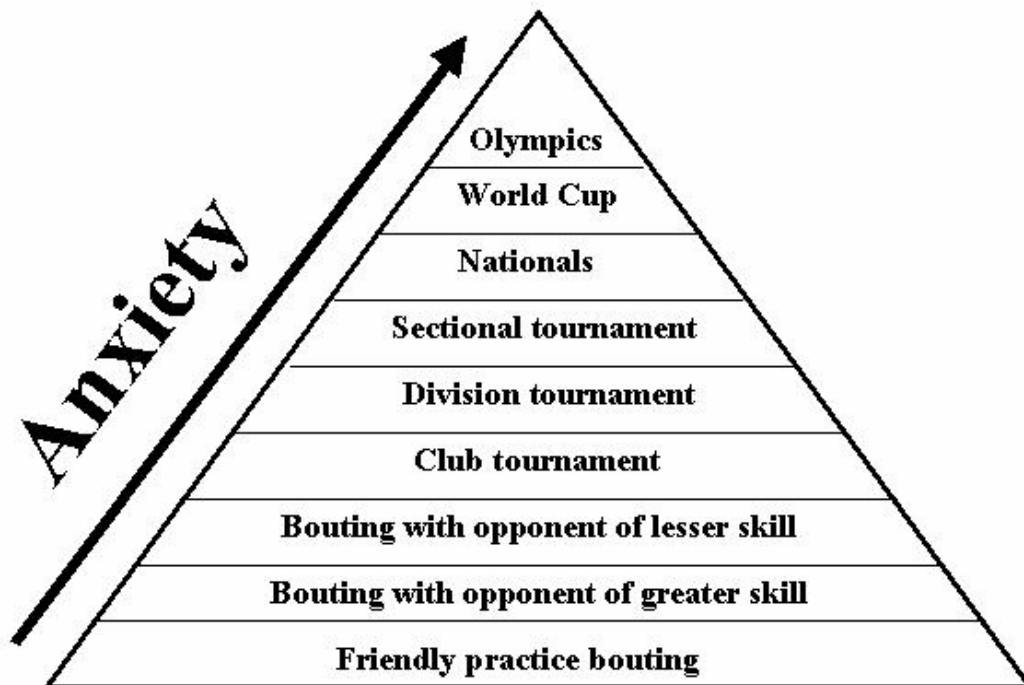 Anxiety
Olympics
World Cup
Nationals
Sectional tournament
Division tournament
Club tournament
Bouting with opponent of lesser skill
Bouting with opponent of greater skill
Friendly practice bouting